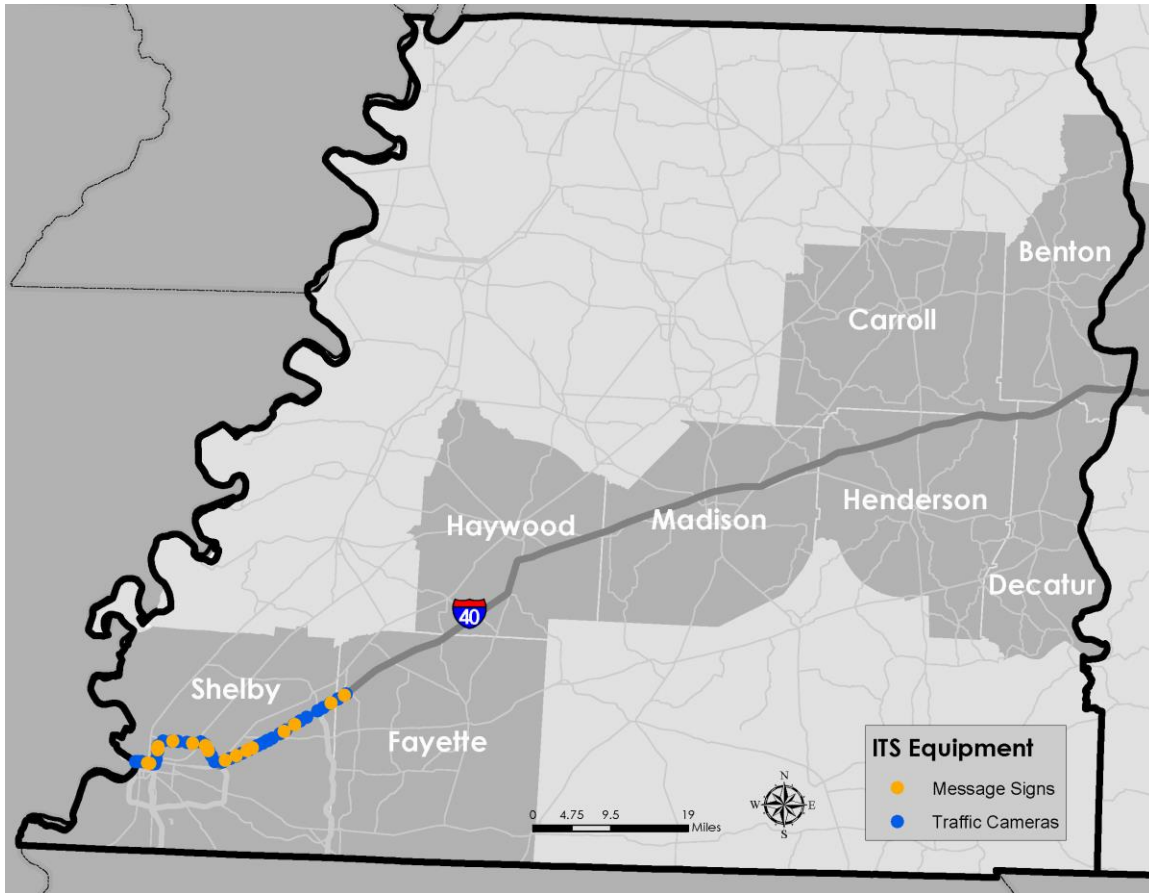 Benton
Carroll
Haywood
Madison
Henderson
Decatur
40
Shelby
Fayette
ITS Equipment
Message Signs
Traffic Cameras
N
W E
S
0 4.75 9.5 19
Miles